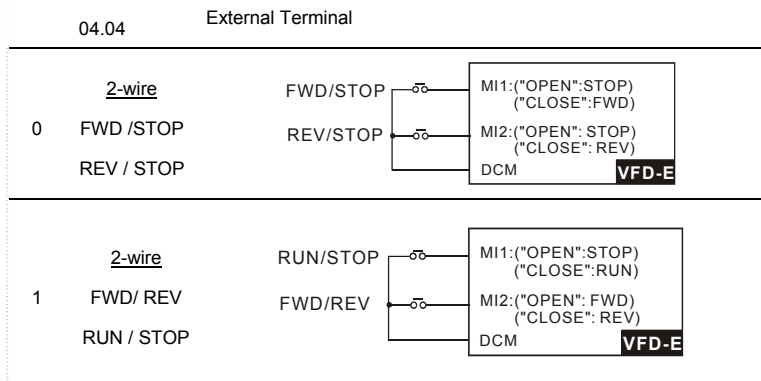 04.04 External Terminal
2-wire
0 FWD /STOP
REV / STOP
FWD/STOP
REV/STOP
MI1:("OPEN":STOP)
("CLOSE":FWD)
MI2:("OPEN": STOP)
("CLOSE": REV)
DCM
VFD-E
2-wire
1 FWD/ REV
RUN / STOP
RUN/STOP
FWD/REV
MI1:("OPEN":STOP)
("CLOSE":RUN)
MI2:("OPEN": FWD)
("CLOSE": REV)
DCM
VFD-E